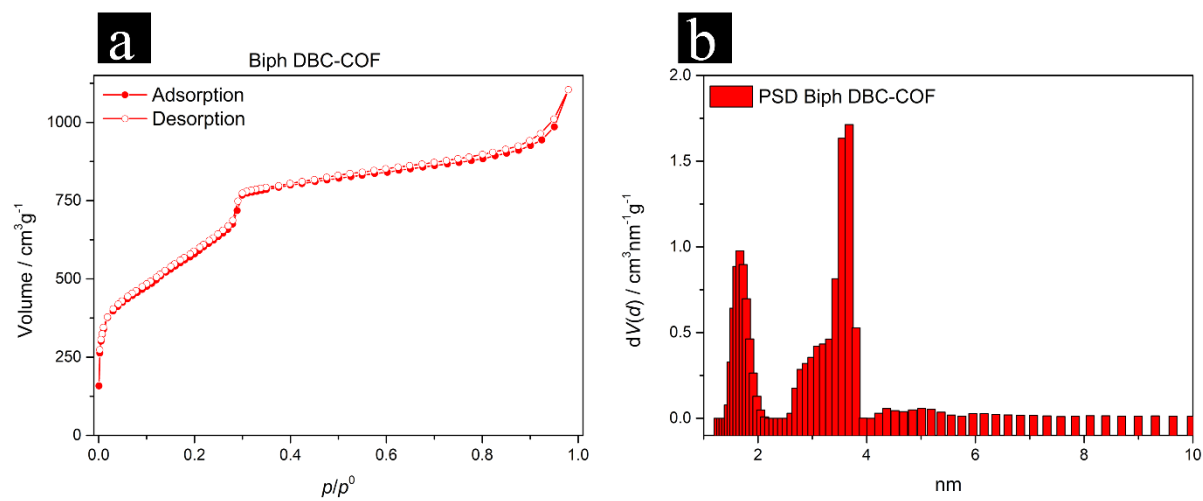 a
Biph DBC-COF
Adsorption
Desorption
Volume / cm³g⁻¹
1000
750
500
250
0
0.0 0.2 0.4 0.6 0.8 1.0
p/p⁰
b
PSD Biph DBC-COF
dV(d) / cm³nm⁻¹g⁻¹
2.0
1.5
1.0
0.5
0.0
2 4 6 8 10
nm